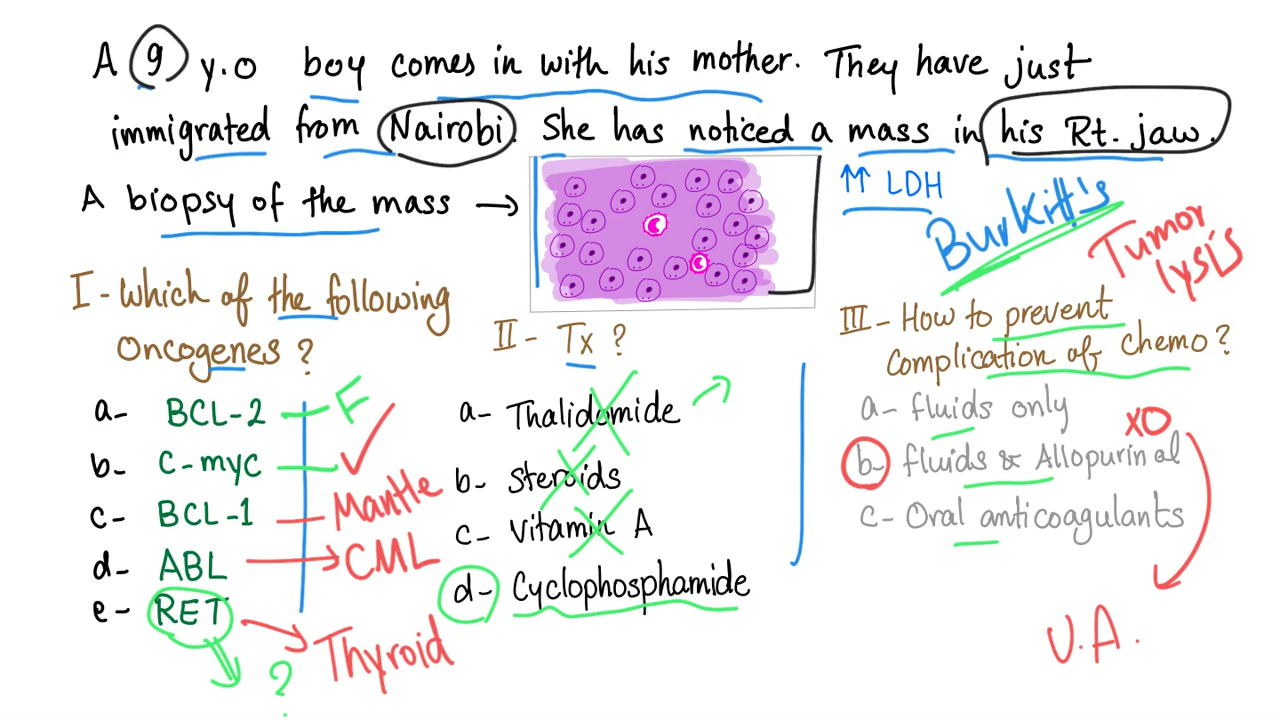 A 9 y.o boy comes in with his mother. They have just
immigrated from Nairobi. She has noticed a mass in his Rt. jaw.
A biopsy of the mass →
↑↑ LDH
Burkitt's
Tumor
lysis
I - Which of the following
Oncogenes ?
a- BCL-2 F
b- C-myc ✓
c- BCL-1 Mantle
d- ABL → CML
e- RET → Thyroid
?
II - Tx ?
a- Thalidomide
b- Steroids
c- Vitamin A
d- Cyclophosphamide
III - How to prevent
Complication of chemo ?
a- fluids only
XO
b- fluids & Allopurinol
c- Oral anticoagulants
U.A.